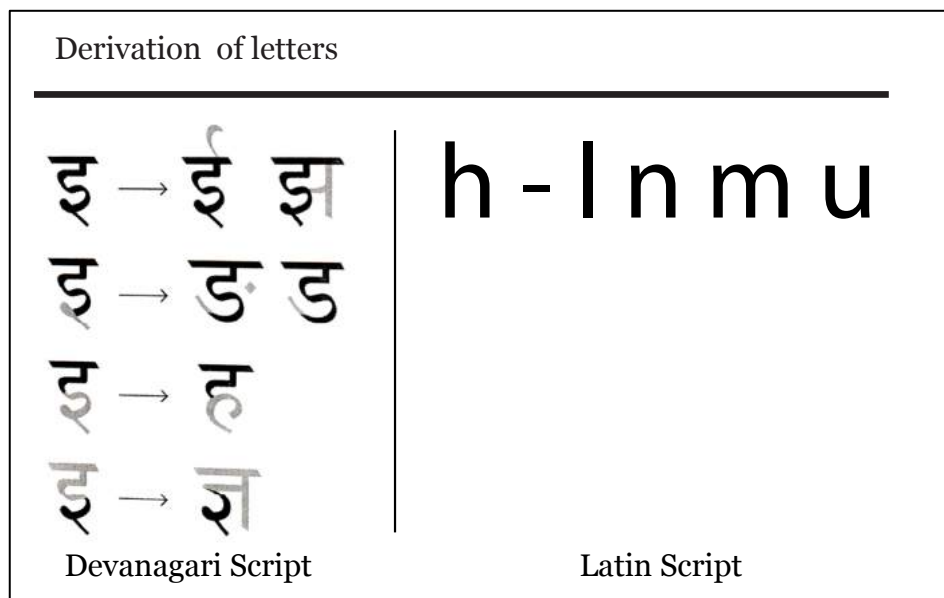 Derivation of letters
इ → ई झ
इ → ङ ड
इ → ह
इ → ज्ञ
h - l n m u
Devanagari Script
Latin Script